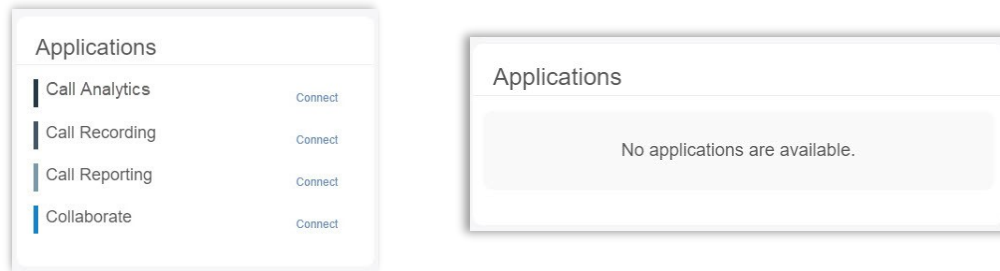 Applications
Call Analytics
Connect
Call Recording
Connect
Call Reporting
Connect
Collaborate
Connect
Applications
No applications are available.